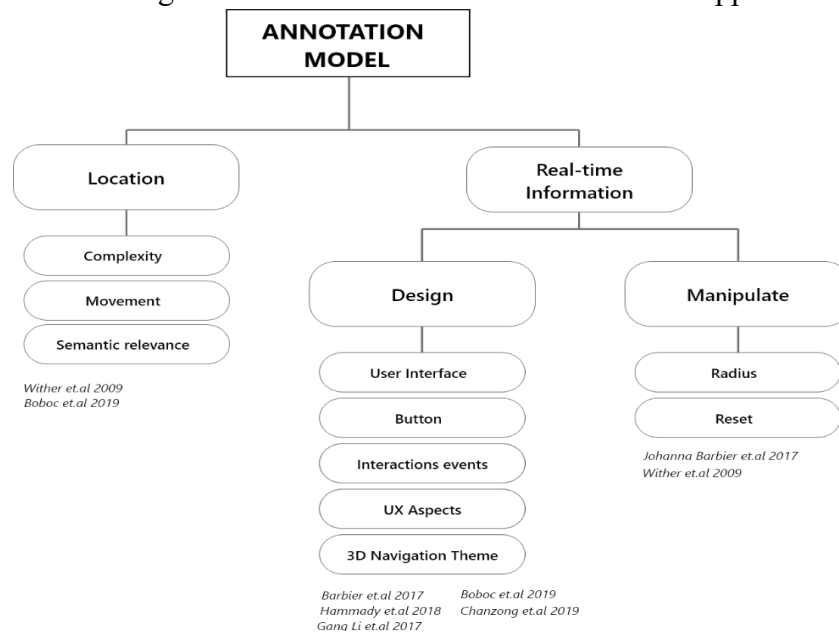 ANNOTATION
MODEL
Location
Complexity
Movement
Semantic relevance
Wither et.al 2009
Boboc et.al 2019
Real-time
Information
Design
User Interface
Button
Interactions events
UX Aspects
3D Navigation Theme
Barbier et.al 2017
Hammady et.al 2018
Gang Li et.al 2017
Boboc et.al 2019
Chanzong et.al 2019
Manipulate
Radius
Reset
Johanna Barbier et.al 2017
Wither et.al 2009